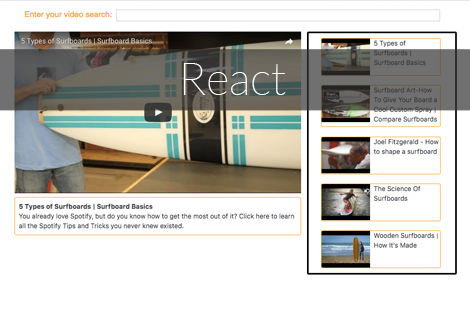 Enter your video search:
5 Types of Surfboards | Surfboard Basics
React
5 Types of Surfboards | Surfboard Basics
You already love Spotify, but do you know how to get the most out of it? Click here to learn
all the Spotify Tips and Tricks you never knew existed.
5 Types of
Surfboards |
Surfboard Basics
Surfboard Art-How
To Give Your Board a
Cool Custom Spray |
Compare Surfboards
Joel Fitzgerald - How
to shape a surfboard
The Science Of
Surfboards
Wooden Surfboards |
How It's Made